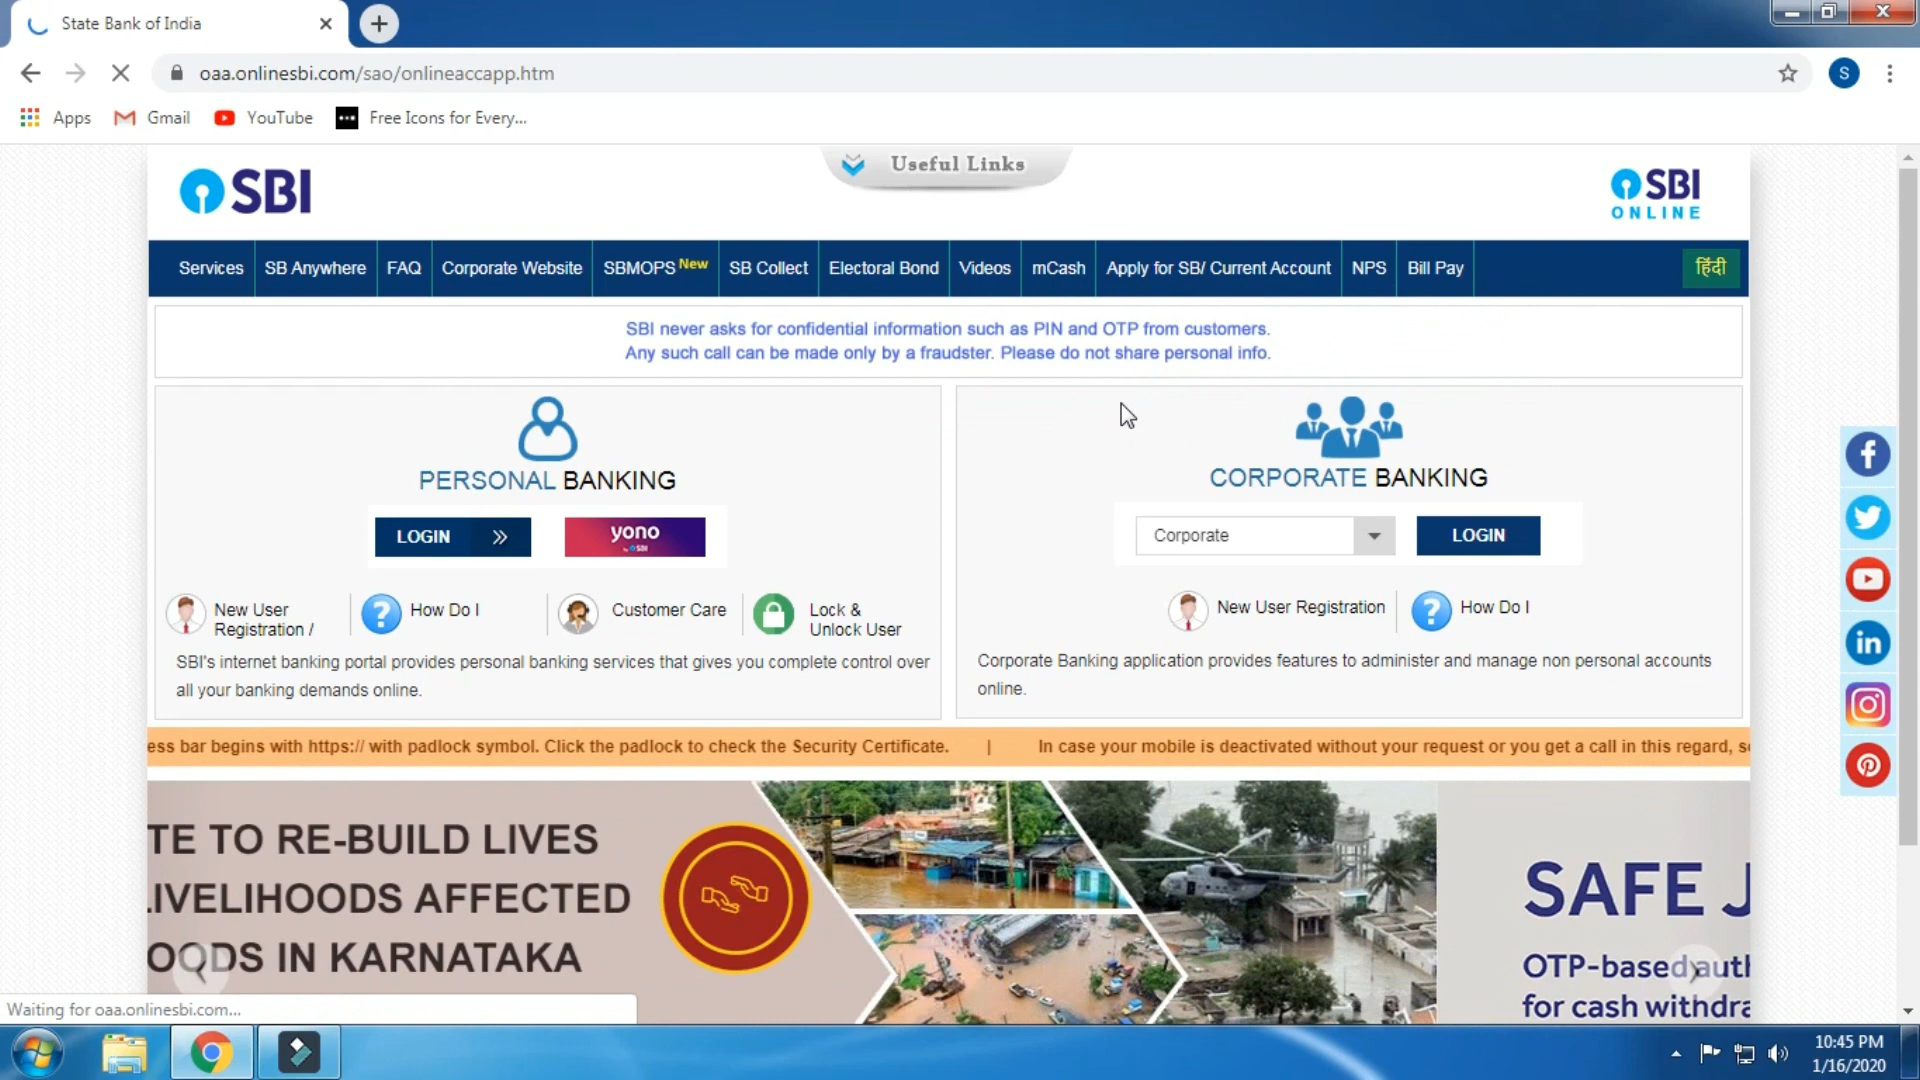 State Bank of India
oaa.onlinesbi.com/sao/onlineaccapp.htm
S
Apps
Gmail
YouTube
Free Icons for Every...
Useful Links
SBI
SBI
ONLINE
Services
SB Anywhere
FAQ
Corporate Website
SBMOPS New
SB Collect
Electoral Bond
Videos
mCash
Apply for SB/ Current Account
NPS
Bill Pay
हिंदी
SBI never asks for confidential information such as PIN and OTP from customers.
Any such call can be made only by a fraudster. Please do not share personal info.
PERSONAL BANKING
LOGIN
yono
by SBI
New User
Registration /
How Do I
Customer Care
Lock &
Unlock User
SBI's internet banking portal provides personal banking services that gives you complete control over
all your banking demands online.
CORPORATE BANKING
Corporate
LOGIN
New User Registration
How Do I
Corporate Banking application provides features to administer and manage non personal accounts
online.
ess bar begins with https:// with padlock symbol. Click the padlock to check the Security Certificate. | In case your mobile is deactivated without your request or you get a call in this regard, s
TE TO RE-BUILD LIVES
LIVELIHOODS AFFECTED
OODS IN KARNATAKA
SAFE J
OTP-based auth
for cash withdra
Waiting for oaa.onlinesbi.com...
10:45 PM
1/16/2020